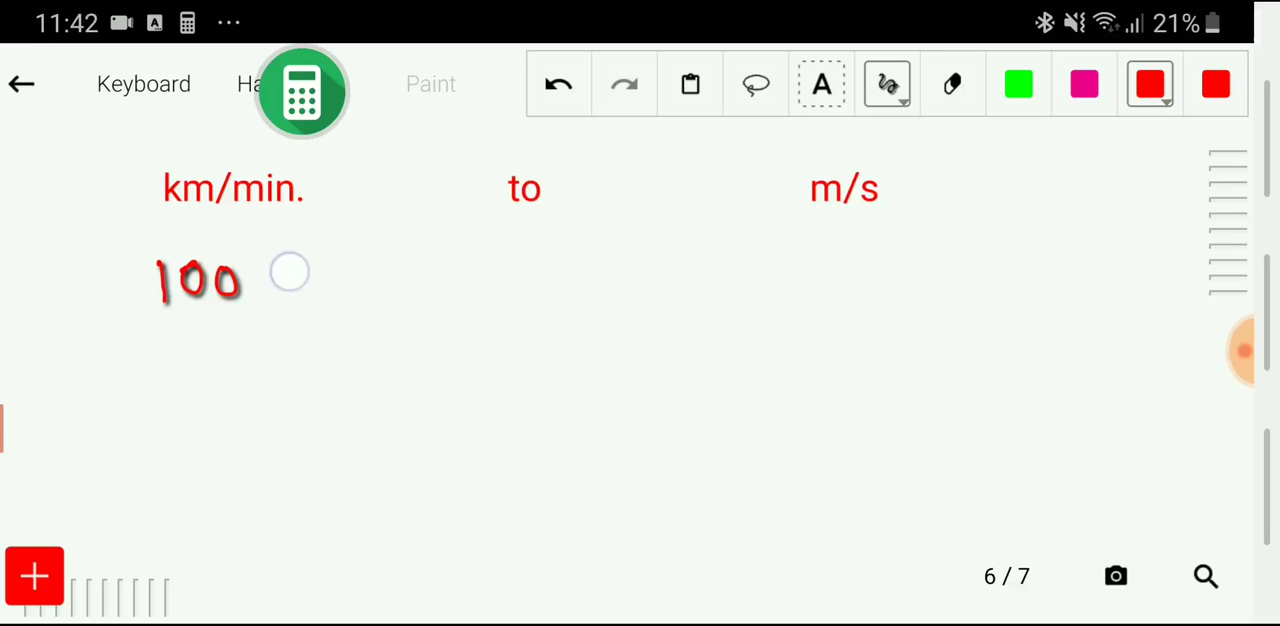 11:42 A ... 21%
Keyboard Ha Paint A
km/min. to m/s
100
6 / 7